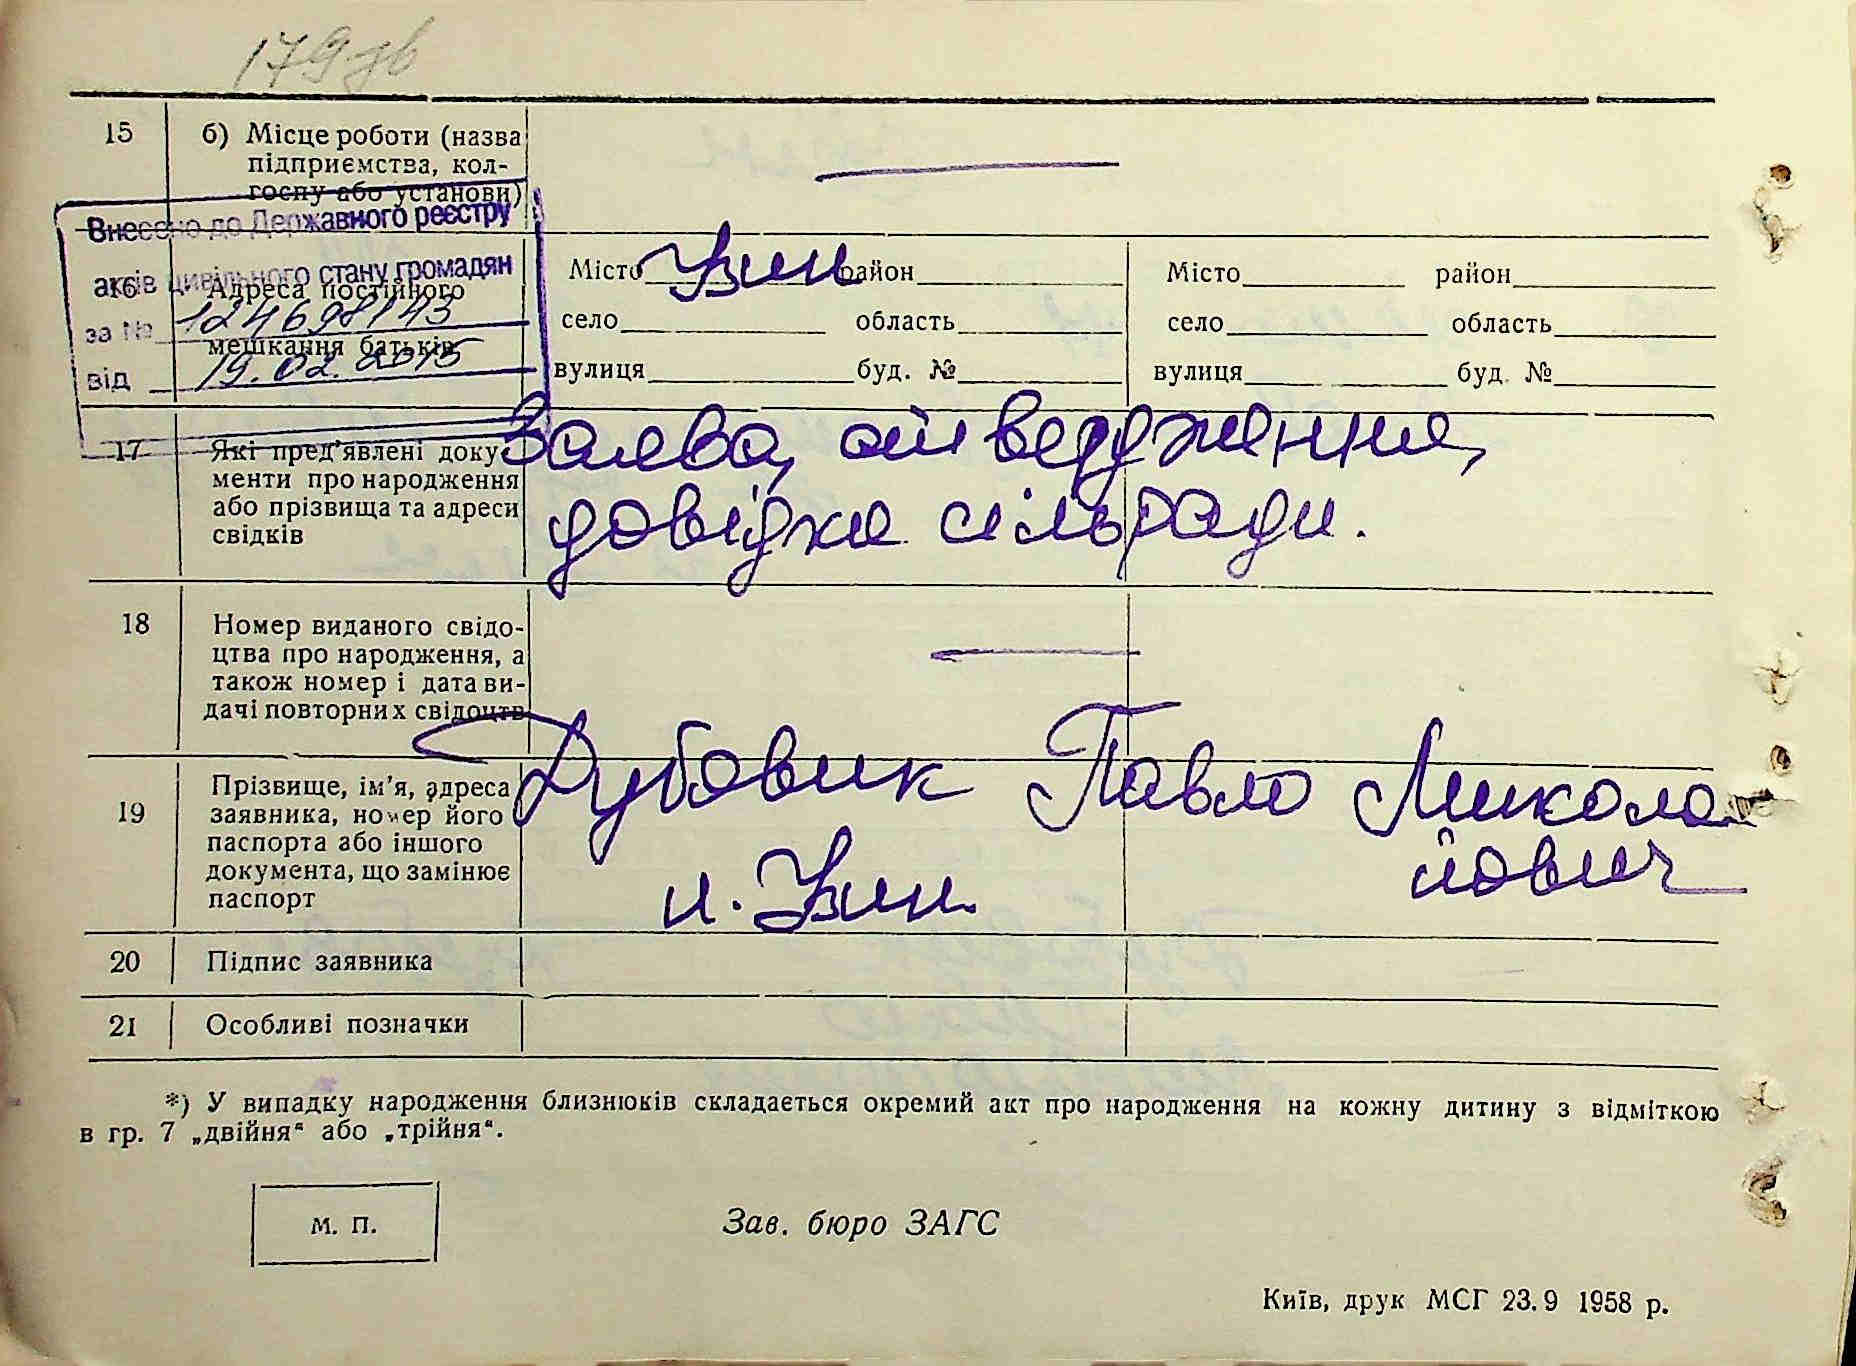 179
15 б) Місце роботи (назва
підприємства, кол-
госпу або установи)
Внесено до Державного реєстру
актів цивільного стану громадян
за № 124698143
від 19.02.2015
16 Адреса постійного
мешкання батьків
Місто Узин район Місто район
село область село область
вулиця буд. № вулиця буд. №
17 Які пред'явлені доку-
менти про народження
або прізвища та адреси
свідків
Заява, ствердження,
довідка сільради.
18 Номер виданого свідо-
цтва про народження, а
також номер і дата ви-
дачі повторних свідоцтв
19 Прізвище, ім'я, адреса
заявника, номер його
паспорта або іншого
документа, що замінює
паспорт
Дубовик Павло Микола
йович
м. Узин.
20 Підпис заявника
21 Особливі позначки
*) У випадку народження близнюків складається окремий акт про народження на кожну дитину з відміткою
в гр. 7 „двійня“ або „трійня“.
М. П.
Зав. бюро ЗАГС
Київ, друк МСГ 23.9 1958 р.